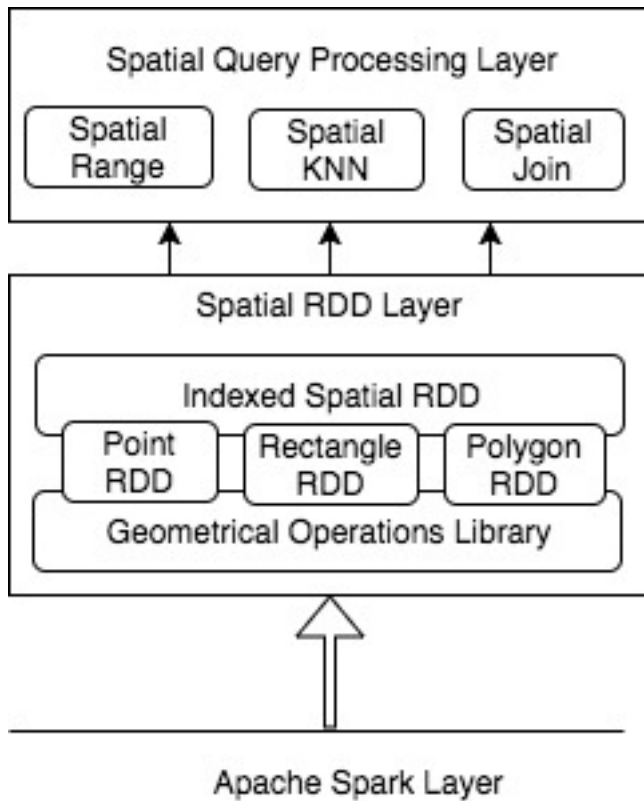 Spatial Query Processing Layer
Spatial
Range
Spatial
KNN
Spatial
Join
Spatial RDD Layer
Indexed Spatial RDD
Point
RDD
Rectangle
RDD
Polygon
RDD
Geometrical Operations Library
Apache Spark Layer